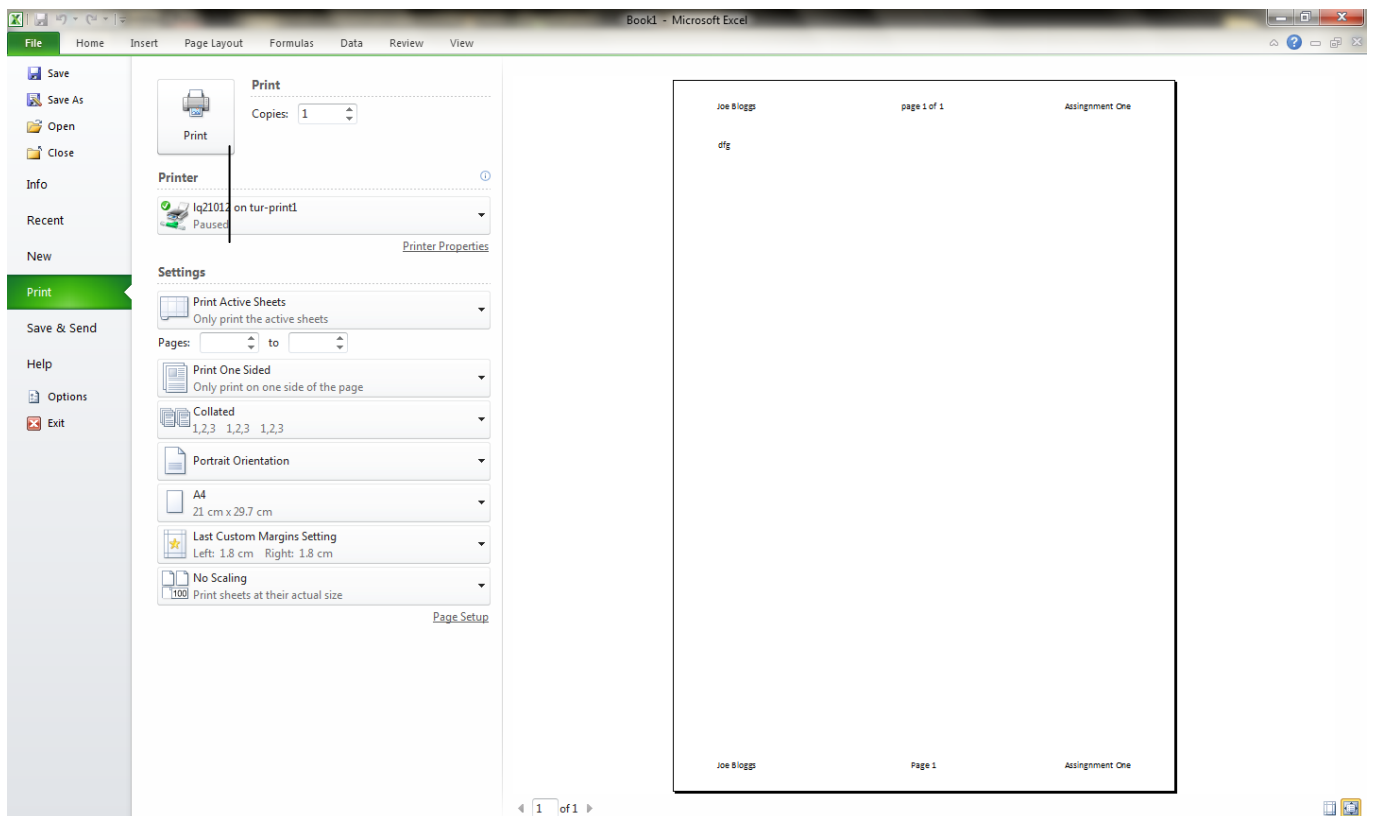 Book1 - Microsoft Excel
File Home Insert Page Layout Formulas Data Review View
Save
Save As
Open
Close
Info
Recent
New
Print
Save & Send
Help
Options
Exit
Print
Print
Copies: 1
Printer
lq21012 on tur-print1
Paused
Printer Properties
Settings
Print Active Sheets
Only print the active sheets
Pages: to
Print One Sided
Only print on one side of the page
Collated
1,2,3 1,2,3 1,2,3
Portrait Orientation
A4
21 cm x 29.7 cm
Last Custom Margins Setting
Left: 1.8 cm Right: 1.8 cm
No Scaling
100 Print sheets at their actual size
Page Setup
Joe Bloggs page 1 of 1 Assingnment One
dfg
Joe Bloggs Page 1 Assingnment One
1 of 1